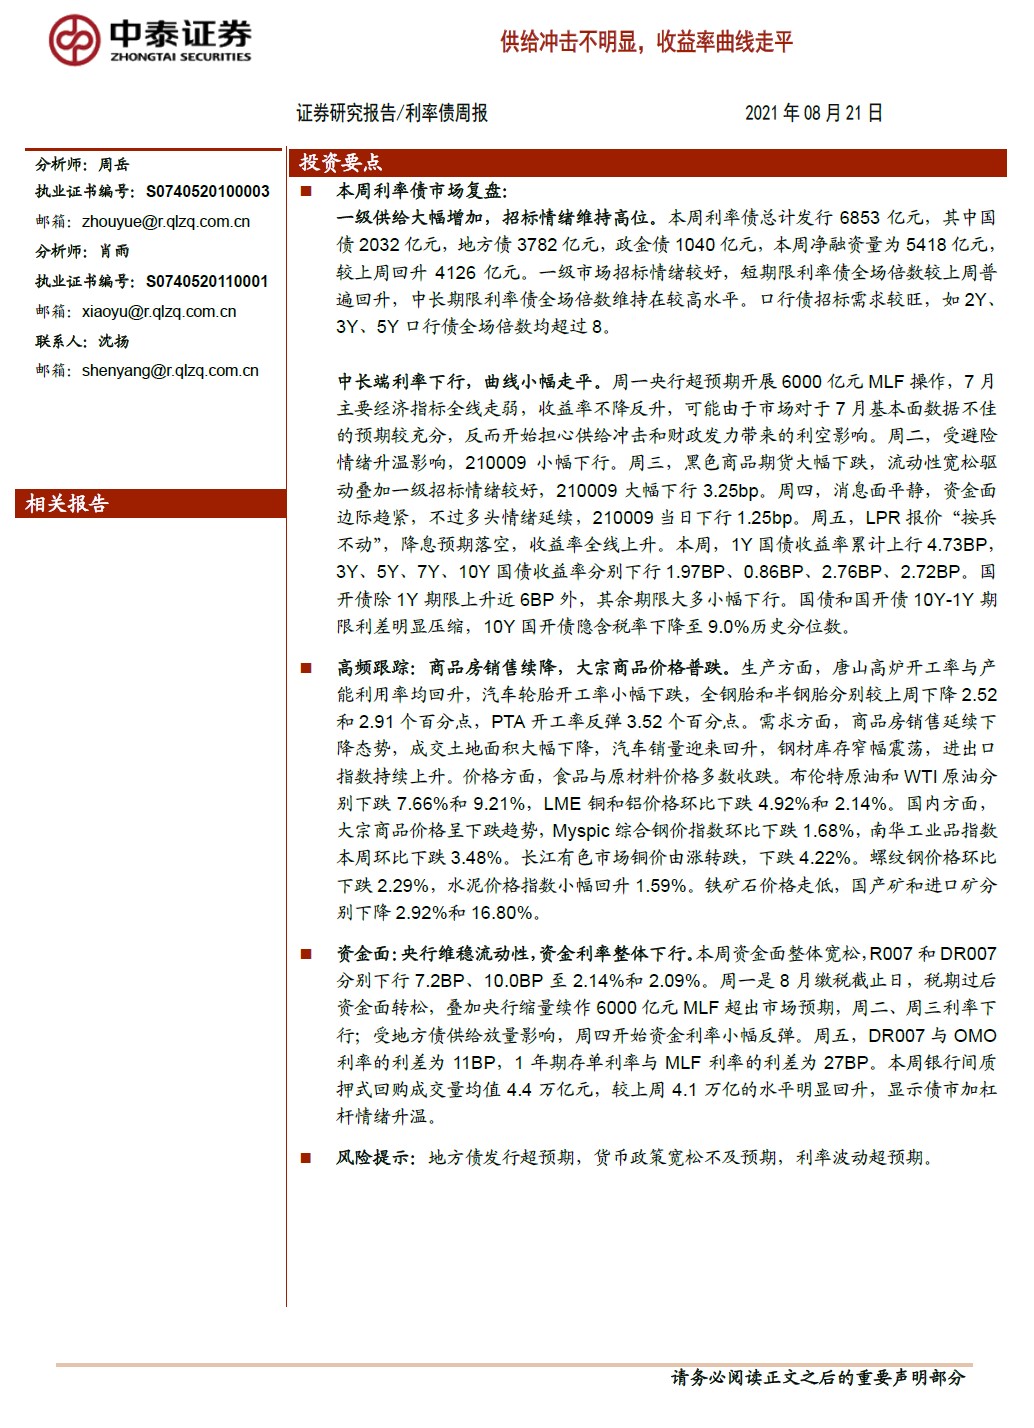 中泰证券
ZHONGTAI SECURITIES
供给冲击不明显，收益率曲线走平
证券研究报告/利率债周报
2021 年 08 月 21 日
分析师：周岳
执业证书编号：S0740520100003
邮箱：zhouyue@r.qlzq.com.cn
分析师：肖雨
执业证书编号：S0740520110001
邮箱：xiaoyu@r.qlzq.com.cn
联系人：沈扬
邮箱：shenyang@r.qlzq.com.cn
相关报告
投资要点
■ 本周利率债市场复盘：
一级供给大幅增加，招标情绪维持高位。本周利率债总计发行 6853 亿元，其中国
债 2032 亿元，地方债 3782 亿元，政金债 1040 亿元，本周净融资量为 5418 亿元，
较上周回升 4126 亿元。一级市场招标情绪较好，短期限利率债全场倍数较上周普
遍回升，中长期限利率债全场倍数维持在较高水平。口行债招标需求较旺，如 2Y、
3Y、5Y 口行债全场倍数均超过 8。
中长端利率下行，曲线小幅走平。周一央行超预期开展 6000 亿元 MLF 操作，7 月
主要经济指标全线走弱，收益率不降反升，可能由于市场对于 7 月基本面数据不佳
的预期较充分，反而开始担心供给冲击和财政发力带来的利空影响。周二，受避险
情绪升温影响，210009 小幅下行。周三，黑色商品期货大幅下跌，流动性宽松驱
动叠加一级招标情绪较好，210009 大幅下行 3.25bp。周四，消息面平静，资金面
边际趋紧，不过多头情绪延续，210009 当日下行 1.25bp。周五，LPR 报价“按兵
不动”，降息预期落空，收益率全线上升。本周，1Y 国债收益率累计上行 4.73BP，
3Y、5Y、7Y、10Y 国债收益率分别下行 1.97BP、0.86BP、2.76BP、2.72BP。国
开债除 1Y 期限上升近 6BP 外，其余期限大多小幅下行。国债和国开债 10Y-1Y 期
限利差明显压缩，10Y 国开债隐含税率下降至 9.0%历史分位数。
■ 高频跟踪：商品房销售续降，大宗商品价格普跌。生产方面，唐山高炉开工率与产
能利用率均回升，汽车轮胎开工率小幅下跌，全钢胎和半钢胎分别较上周下降 2.52
和 2.91 个百分点，PTA 开工率反弹 3.52 个百分点。需求方面，商品房销售延续下
降态势，成交土地面积大幅下降，汽车销量迎来回升，钢材库存窄幅震荡，进出口
指数持续上升。价格方面，食品与原材料价格多数收跌。布伦特原油和 WTI 原油分
别下跌 7.66%和 9.21%，LME 铜和铝价格环比下跌 4.92%和 2.14%。国内方面，
大宗商品价格呈下跌趋势，Myspic 综合钢价指数环比下跌 1.68%，南华工业品指数
本周环比下跌 3.48%。长江有色市场铜价由涨转跌，下跌 4.22%。螺纹钢价格环比
下跌 2.29%，水泥价格指数小幅回升 1.59%。铁矿石价格走低，国产矿和进口矿分
别下降 2.92%和 16.80%。
■ 资金面：央行维稳流动性，资金利率整体下行。本周资金面整体宽松，R007 和 DR007
分别下行 7.2BP、10.0BP 至 2.14%和 2.09%。周一是 8 月缴税截止日，税期过后
资金面转松，叠加央行缩量续作 6000 亿元 MLF 超出市场预期，周二、周三利率下
行；受地方债供给放量影响，周四开始资金利率小幅反弹。周五，DR007 与 OMO
利率的利差为 11BP，1 年期存单利率与 MLF 利率的利差为 27BP。本周银行间质
押式回购成交量均值 4.4 万亿元，较上周 4.1 万亿的水平明显回升，显示债市加杠
杆情绪升温。
■ 风险提示：地方债发行超预期，货币政策宽松不及预期，利率波动超预期。
请务必阅读正文之后的重要声明部分